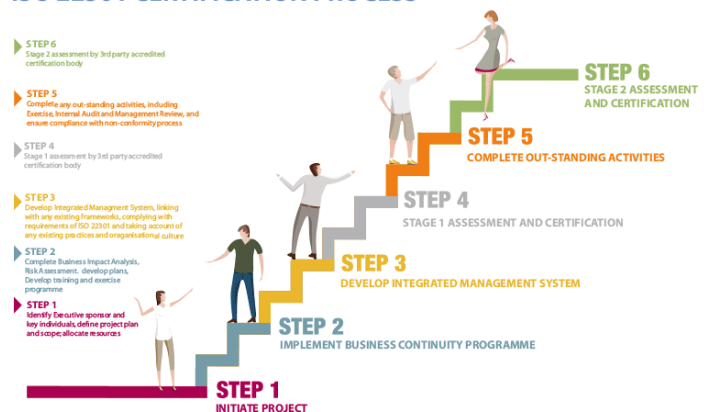 ISO 22301 CERTIFICATION PROCESS
STEP 6
Stage 2 assessment by 3rd party accredited
certification body
STEP 5
Complete any out-standing activities, including
Exercise, Internal Audit and Management Review, and
ensure compliance with non-conformity process
STEP 4
Stage 1 assessment by 3rd party accredited
certification body
STEP 3
Develop Integrated Managment System, linking
with any existing frameworks, complying with
requirements of ISO 22301 and taking account of
any existing practices and oraganisational culture
STEP 2
Complete Business Impact Analysis,
Risk Assessment. develop plans,
Develop training and exercise
programme
STEP 1
Identify Executive sponsor and
key individuals, define project plan
and scope; allocate resources
STEP 6
STAGE 2 ASSESSMENT
AND CERTIFICATION
STEP 5
COMPLETE OUT-STANDING ACTIVITIES
STEP 4
STAGE 1 ASSESSMENT AND CERTIFICATION
STEP 3
DEVELOP INTEGRATED MANAGEMENT SYSTEM
STEP 2
IMPLEMENT BUSINESS CONTINUITY PROGRAMME
STEP 1
INITIATE PROJECT